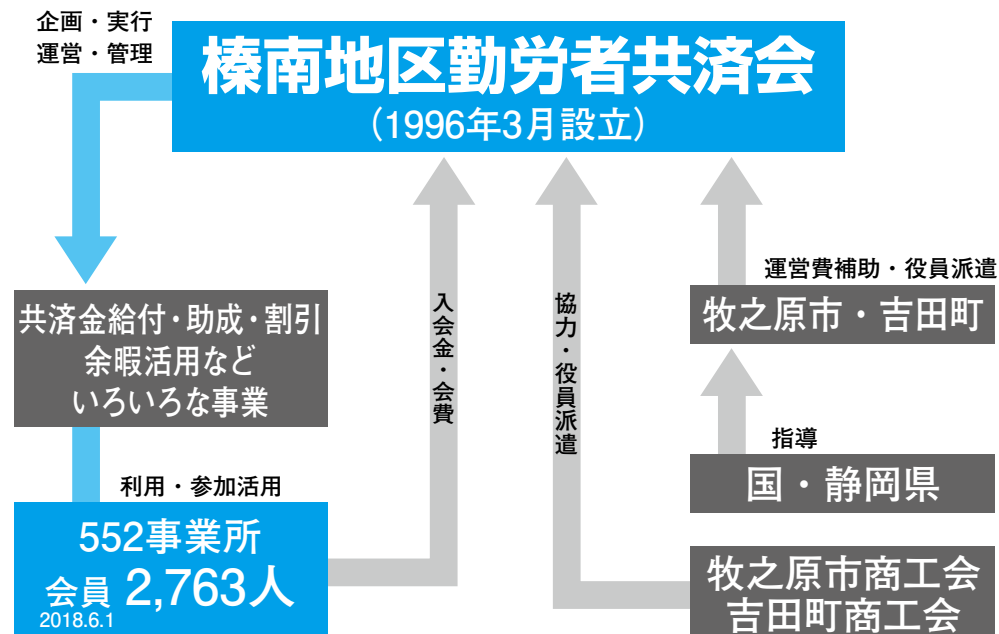 企画・実行
運営・管理
榛南地区勤労者共済会
（1996年3月設立）
共済金給付・助成・割引
余暇活用など
いろいろな事業
利用・参加活用
552事業所
会員 2,763人
2018.6.1
入会金・会費
協力・役員派遣
運営費補助・役員派遣
牧之原市・吉田町
指導
国・静岡県
牧之原市商工会
吉田町商工会